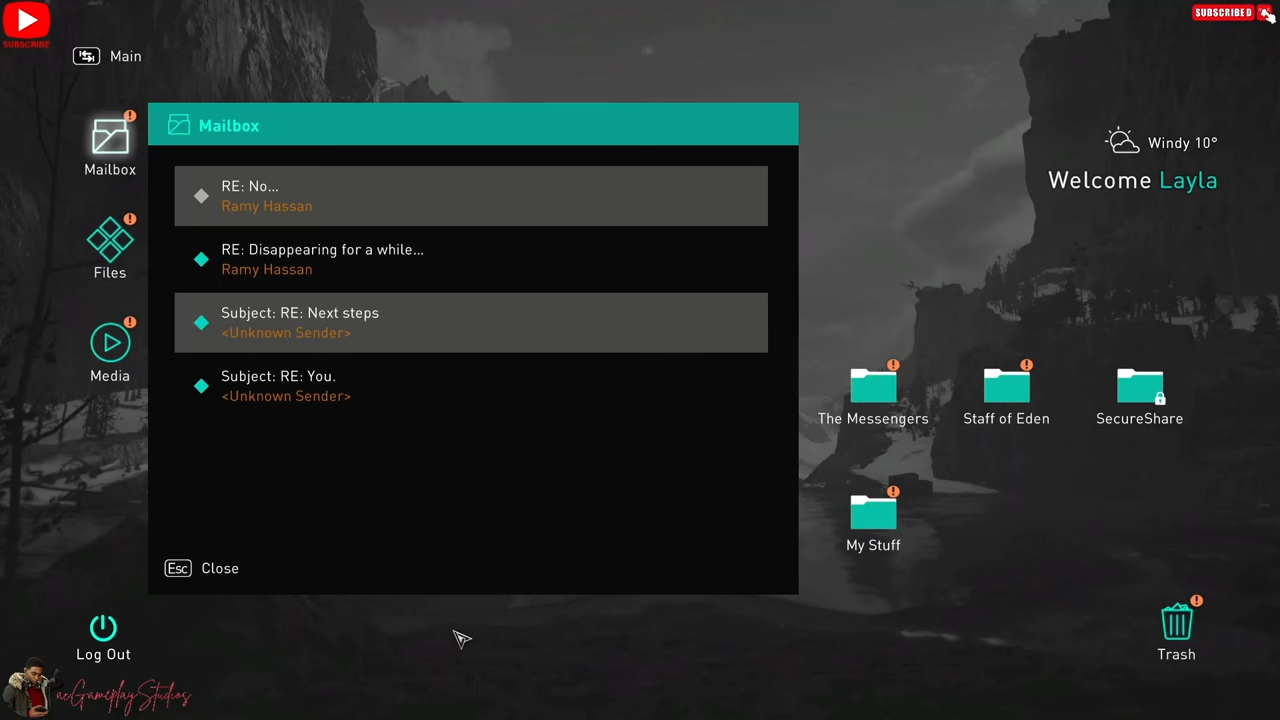 SUBSCRIBE
SUBSCRIBED
Main
Mailbox
Files
Media
Log Out
Mailbox
RE: No...
Ramy Hassan
RE: Disappearing for a while...
Ramy Hassan
Subject: RE: Next steps
<Unknown Sender>
Subject: RE: You.
<Unknown Sender>
Esc Close
Windy 10°
Welcome Layla
The Messengers
Staff of Eden
SecureShare
My Stuff
Trash
acGameplayStudios